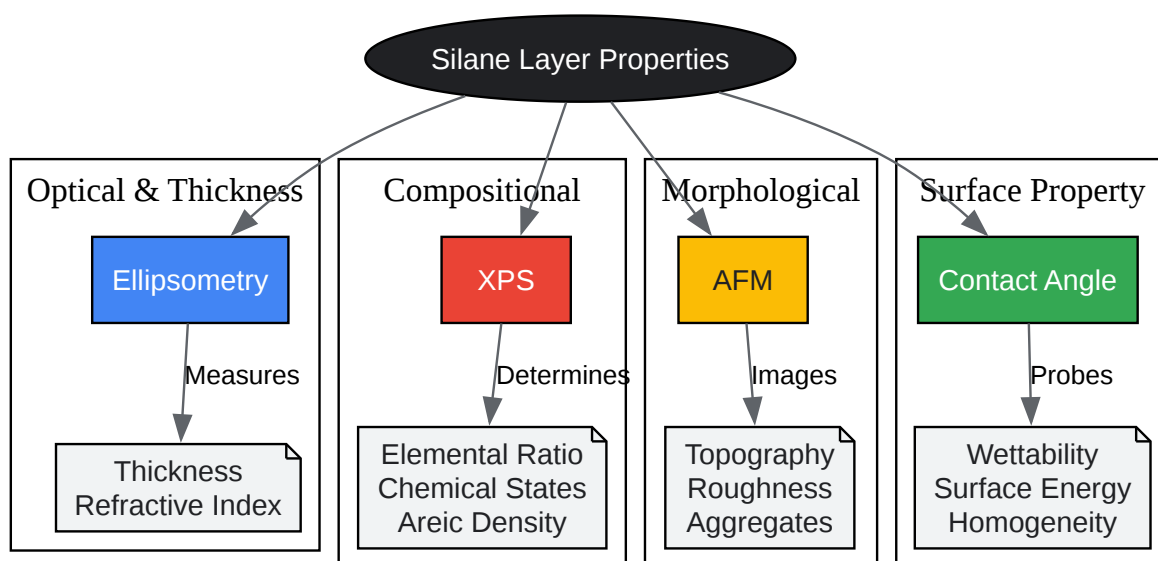 Silane Layer Properties
Optical & Thickness
Compositional
Morphological
Surface Property
Ellipsometry
XPS
AFM
Contact Angle
Measures
Determines
Images
Probes
Thickness
Refractive Index
Elemental Ratio
Chemical States
Areic Density
Topography
Roughness
Aggregates
Wettability
Surface Energy
Homogeneity